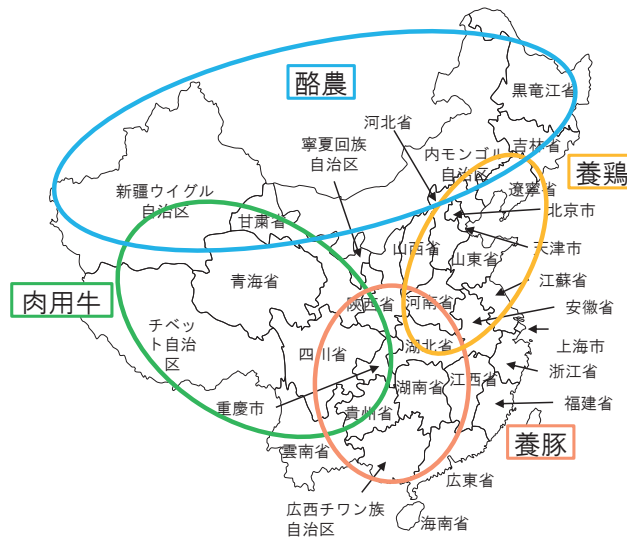 酪農
黒竜江省
河北省
寧夏回族
自治区
内モンゴル
自治区
吉林省
養鶏
新疆ウイグル
自治区
遼寧省
北京市
甘粛省
山西省
天津市
山東省
青海省
江蘇省
肉用牛
陝西省
河南省
安徽省
チベッ
ト自治
区
四川省
湖北省
上海市
浙江省
重慶市
湖南省
江西省
貴州省
福建省
雲南省
養豚
広東省
広西チワン族
自治区
海南省